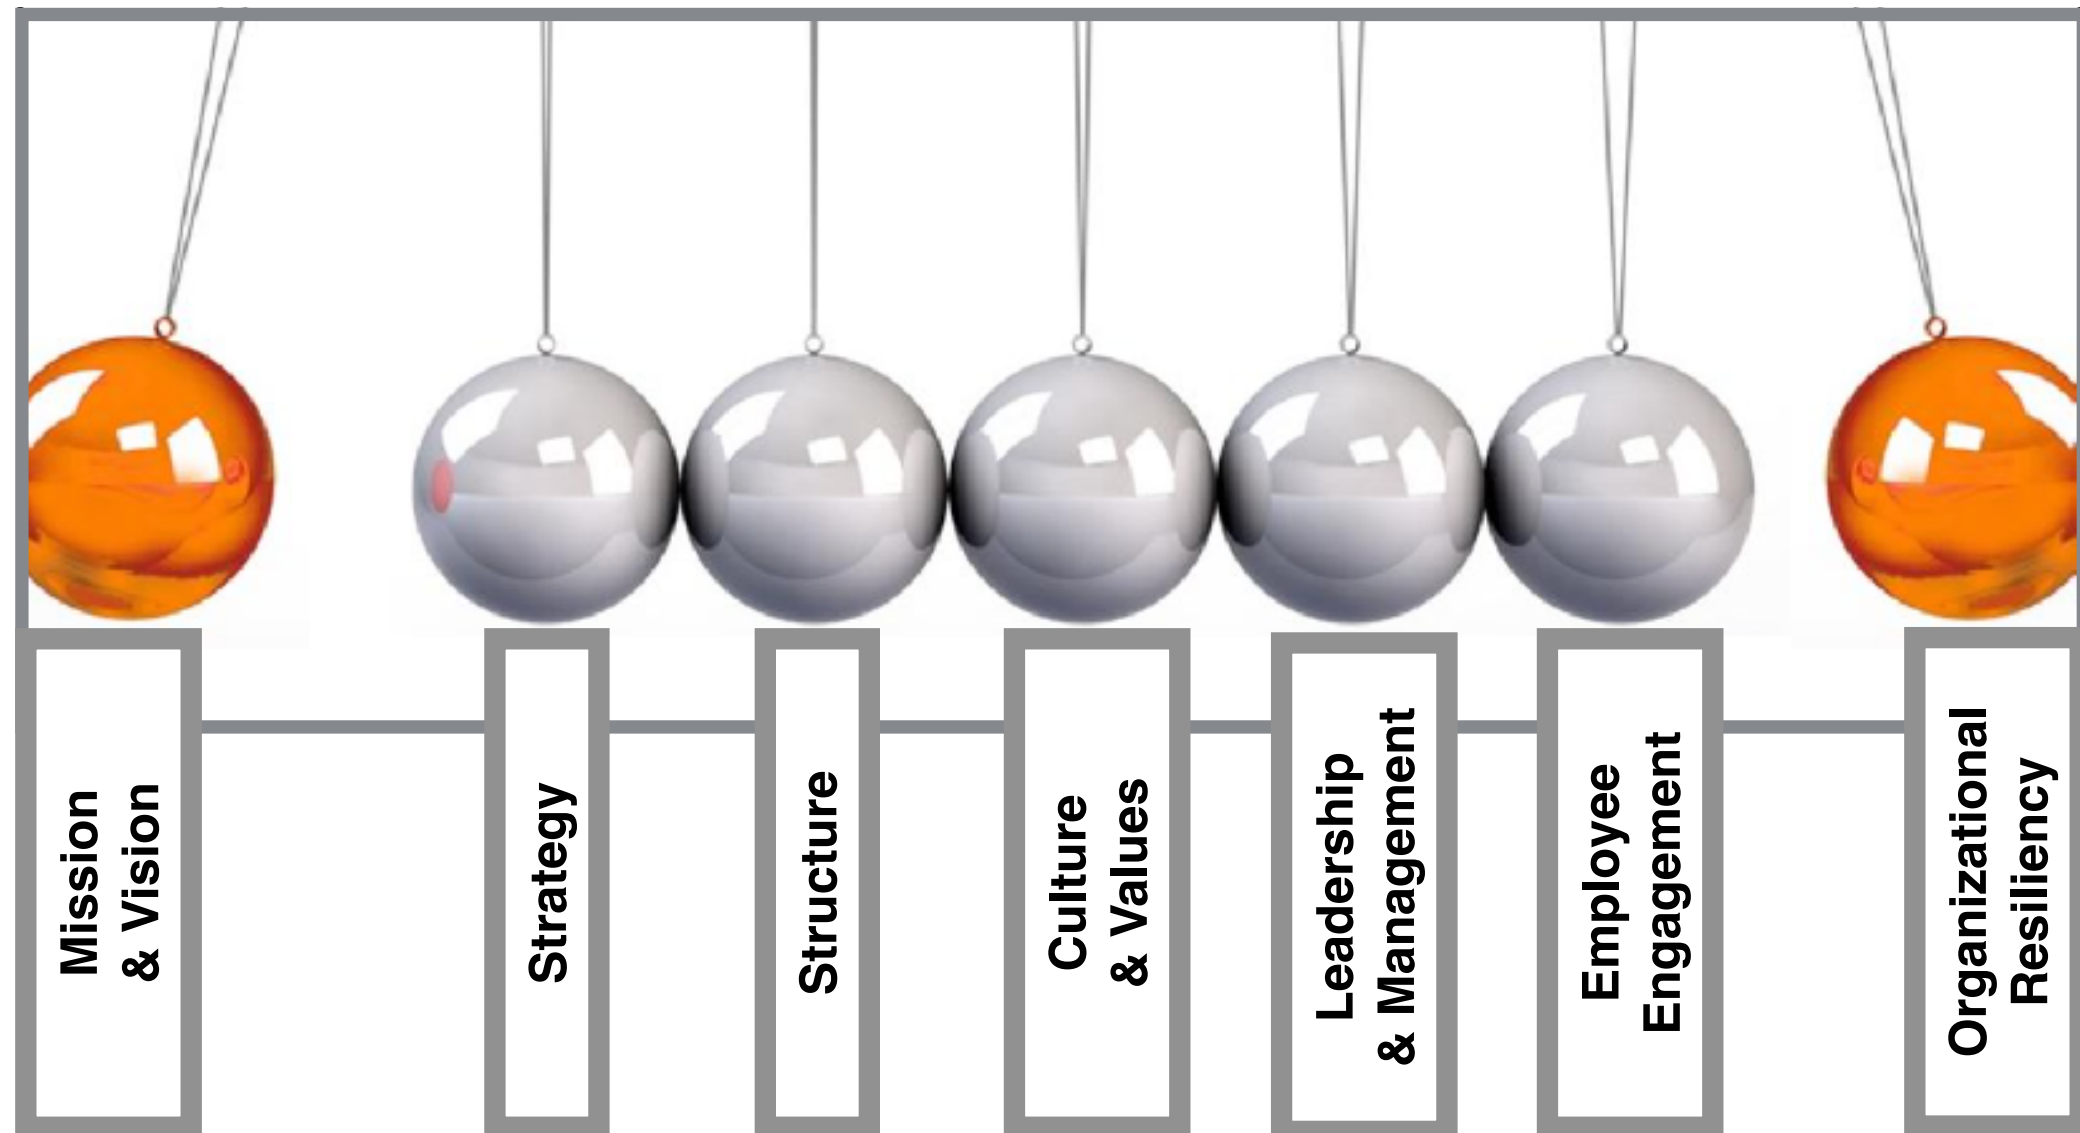 Mission
& Vision
Strategy
Structure
Culture
& Values
Leadership
& Management
Employee
Engagement
Organizational
Resiliency